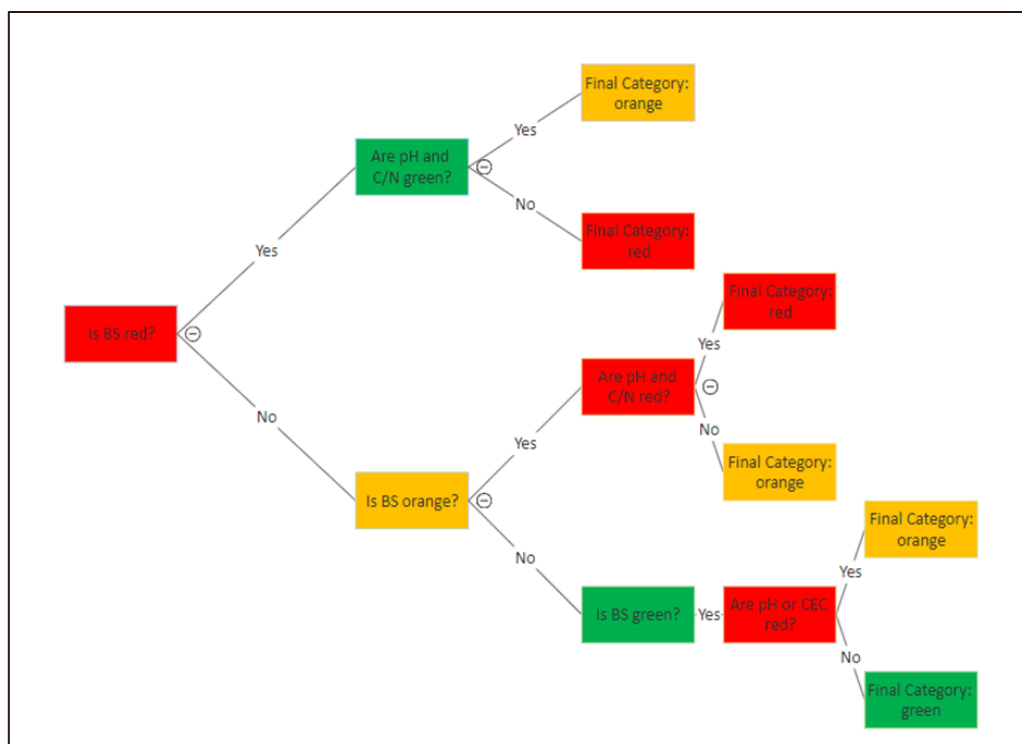 Final Category:
orange
Yes
Are pH and
C/N green?
No
Final Category:
red
Yes
Is BS red?
No
Final Category:
red
Yes
Are pH and
C/N red?
No
Final Category:
orange
Yes
Is BS orange?
No
Final Category:
orange
Yes
Is BS green?
Yes
Are pH or CEC
red?
No
Final Category:
green